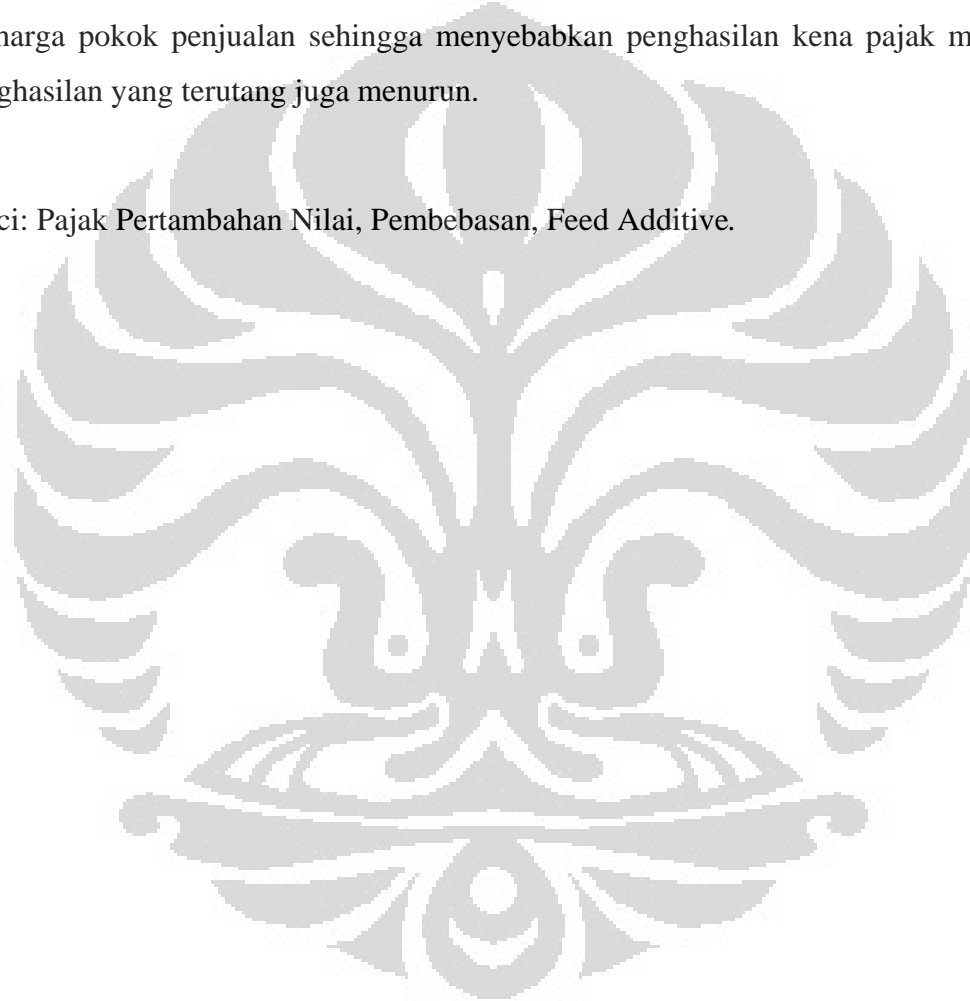 harga pokok penjualan sehingga menyebabkan penghasilan kena pajak m
ghasilan yang terutang juga menurun.
ci: Pajak Pertambahan Nilai, Pembebasan, Feed Additive.